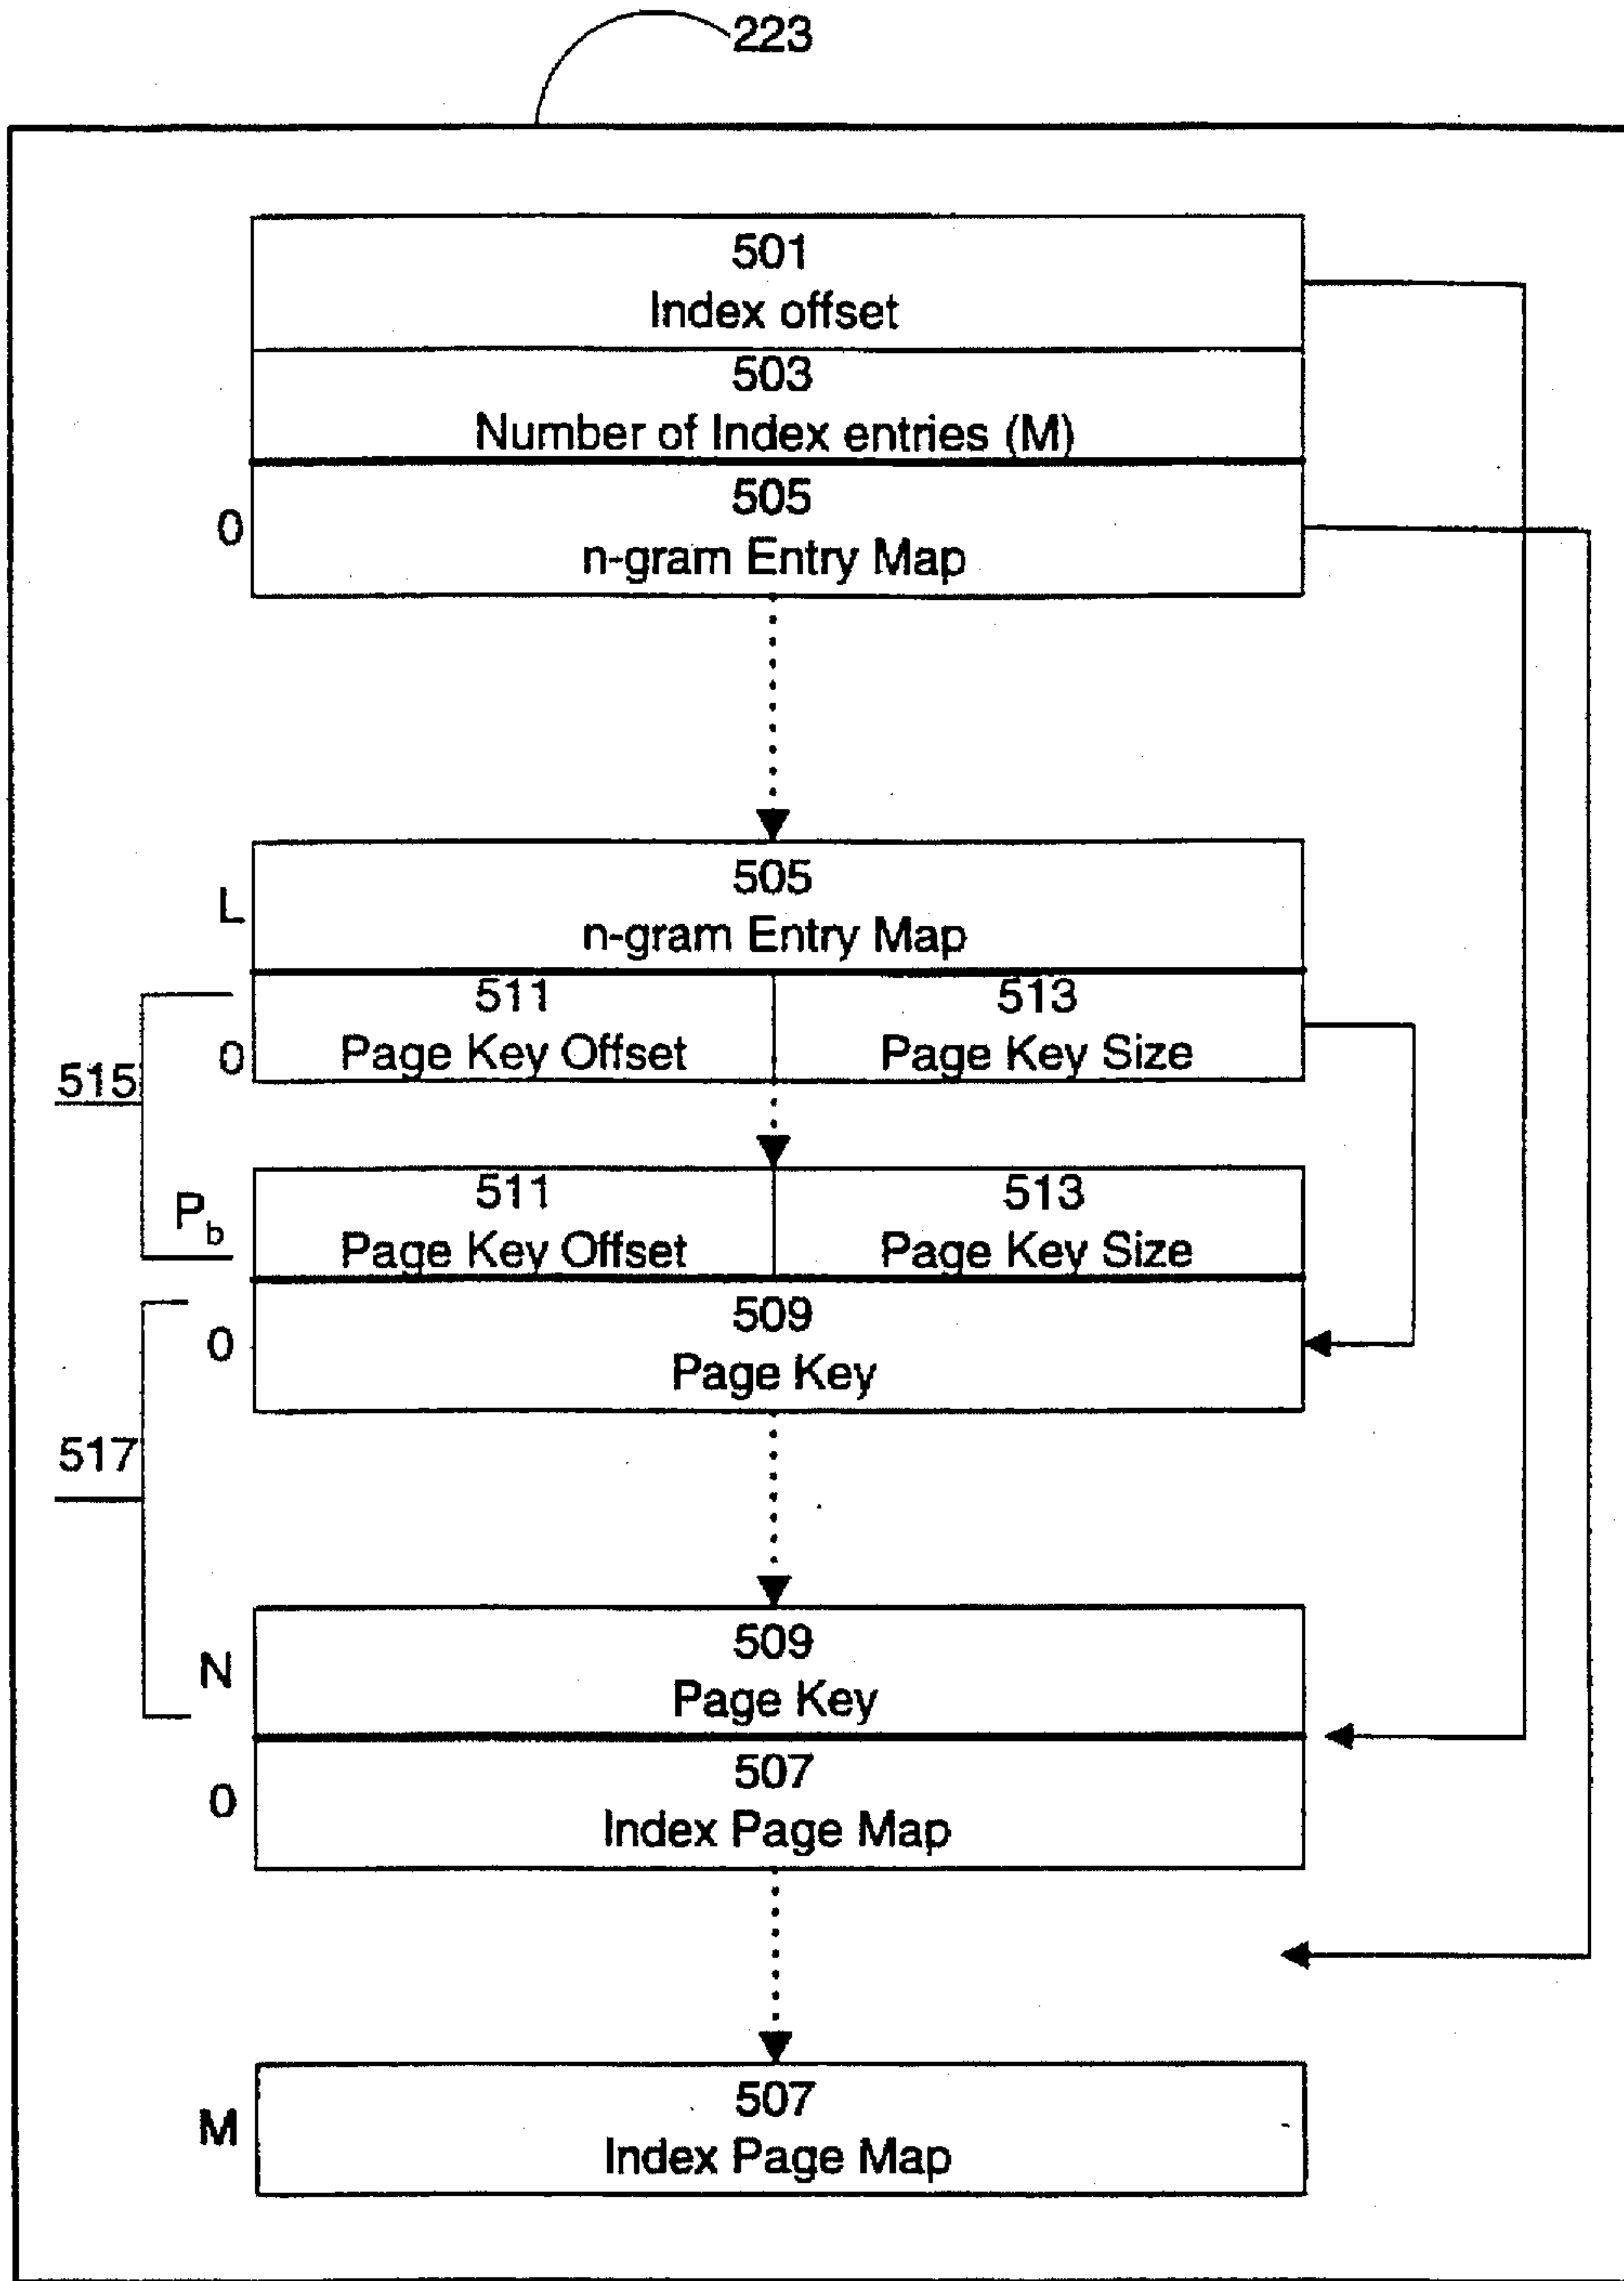 223
501
Index offset
503
Number of Index entries (M)
0
505
n-gram Entry Map
L
505
n-gram Entry Map
515
0
511
Page Key Offset
513
Page Key Size
Pb
511
Page Key Offset
513
Page Key Size
517
0
509
Page Key
N
509
Page Key
0
507
Index Page Map
M
507
Index Page Map